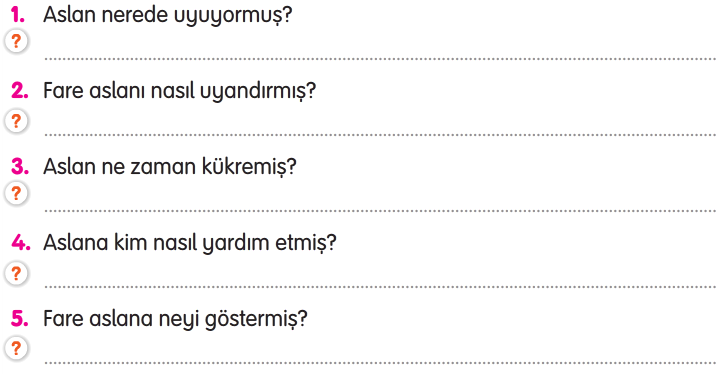 1. Aslan nerede uyuyormuş?
?
2. Fare aslanı nasıl uyandırmış?
?
3. Aslan ne zaman kükremiş?
?
4. Aslana kim nasıl yardım etmiş?
?
5. Fare aslana neyi göstermiş?
?